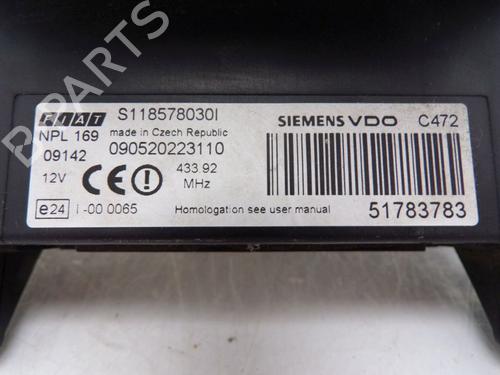 B PARTS
FIAT S118578030I SIEMENS VDO C472
NPL 169 made in Czech Republic
09142 090520223110
12V CE 433.92 MHz
e24 I -00 0065 Homologation see user manual 51783783